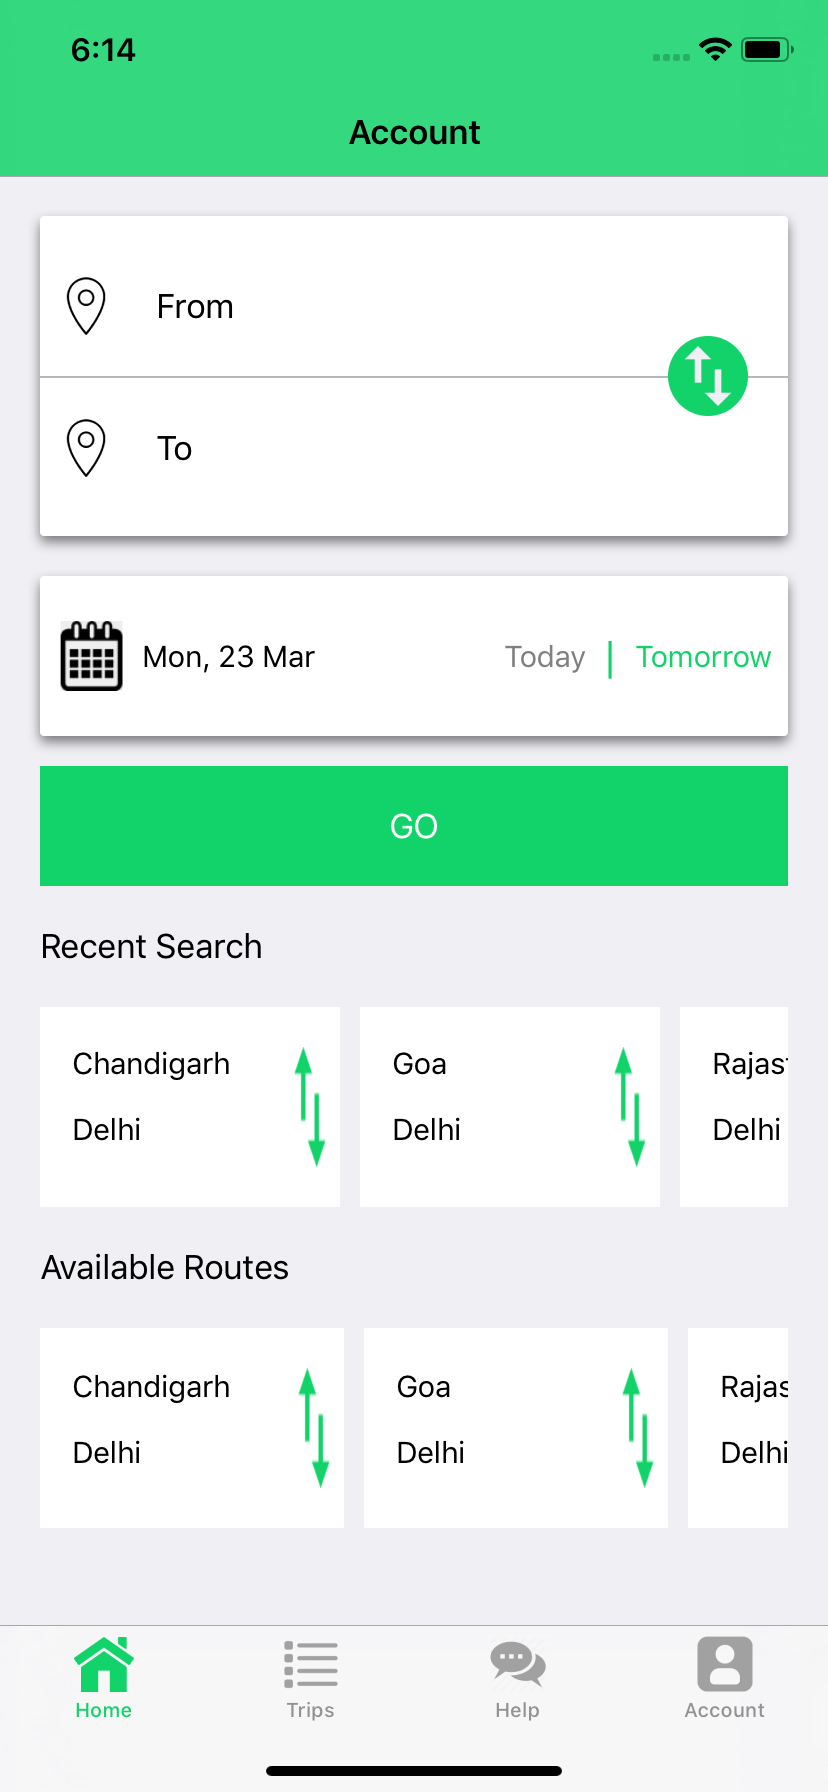 6:14
Account
From
To
Mon, 23 Mar Today | Tomorrow
GO
Recent Search
Chandigarh Goa
Delhi Delhi Delhi
Available Routes
Chandigarh Goa Rajas
Delhi Delhi Delhi
Home Trips Help Account